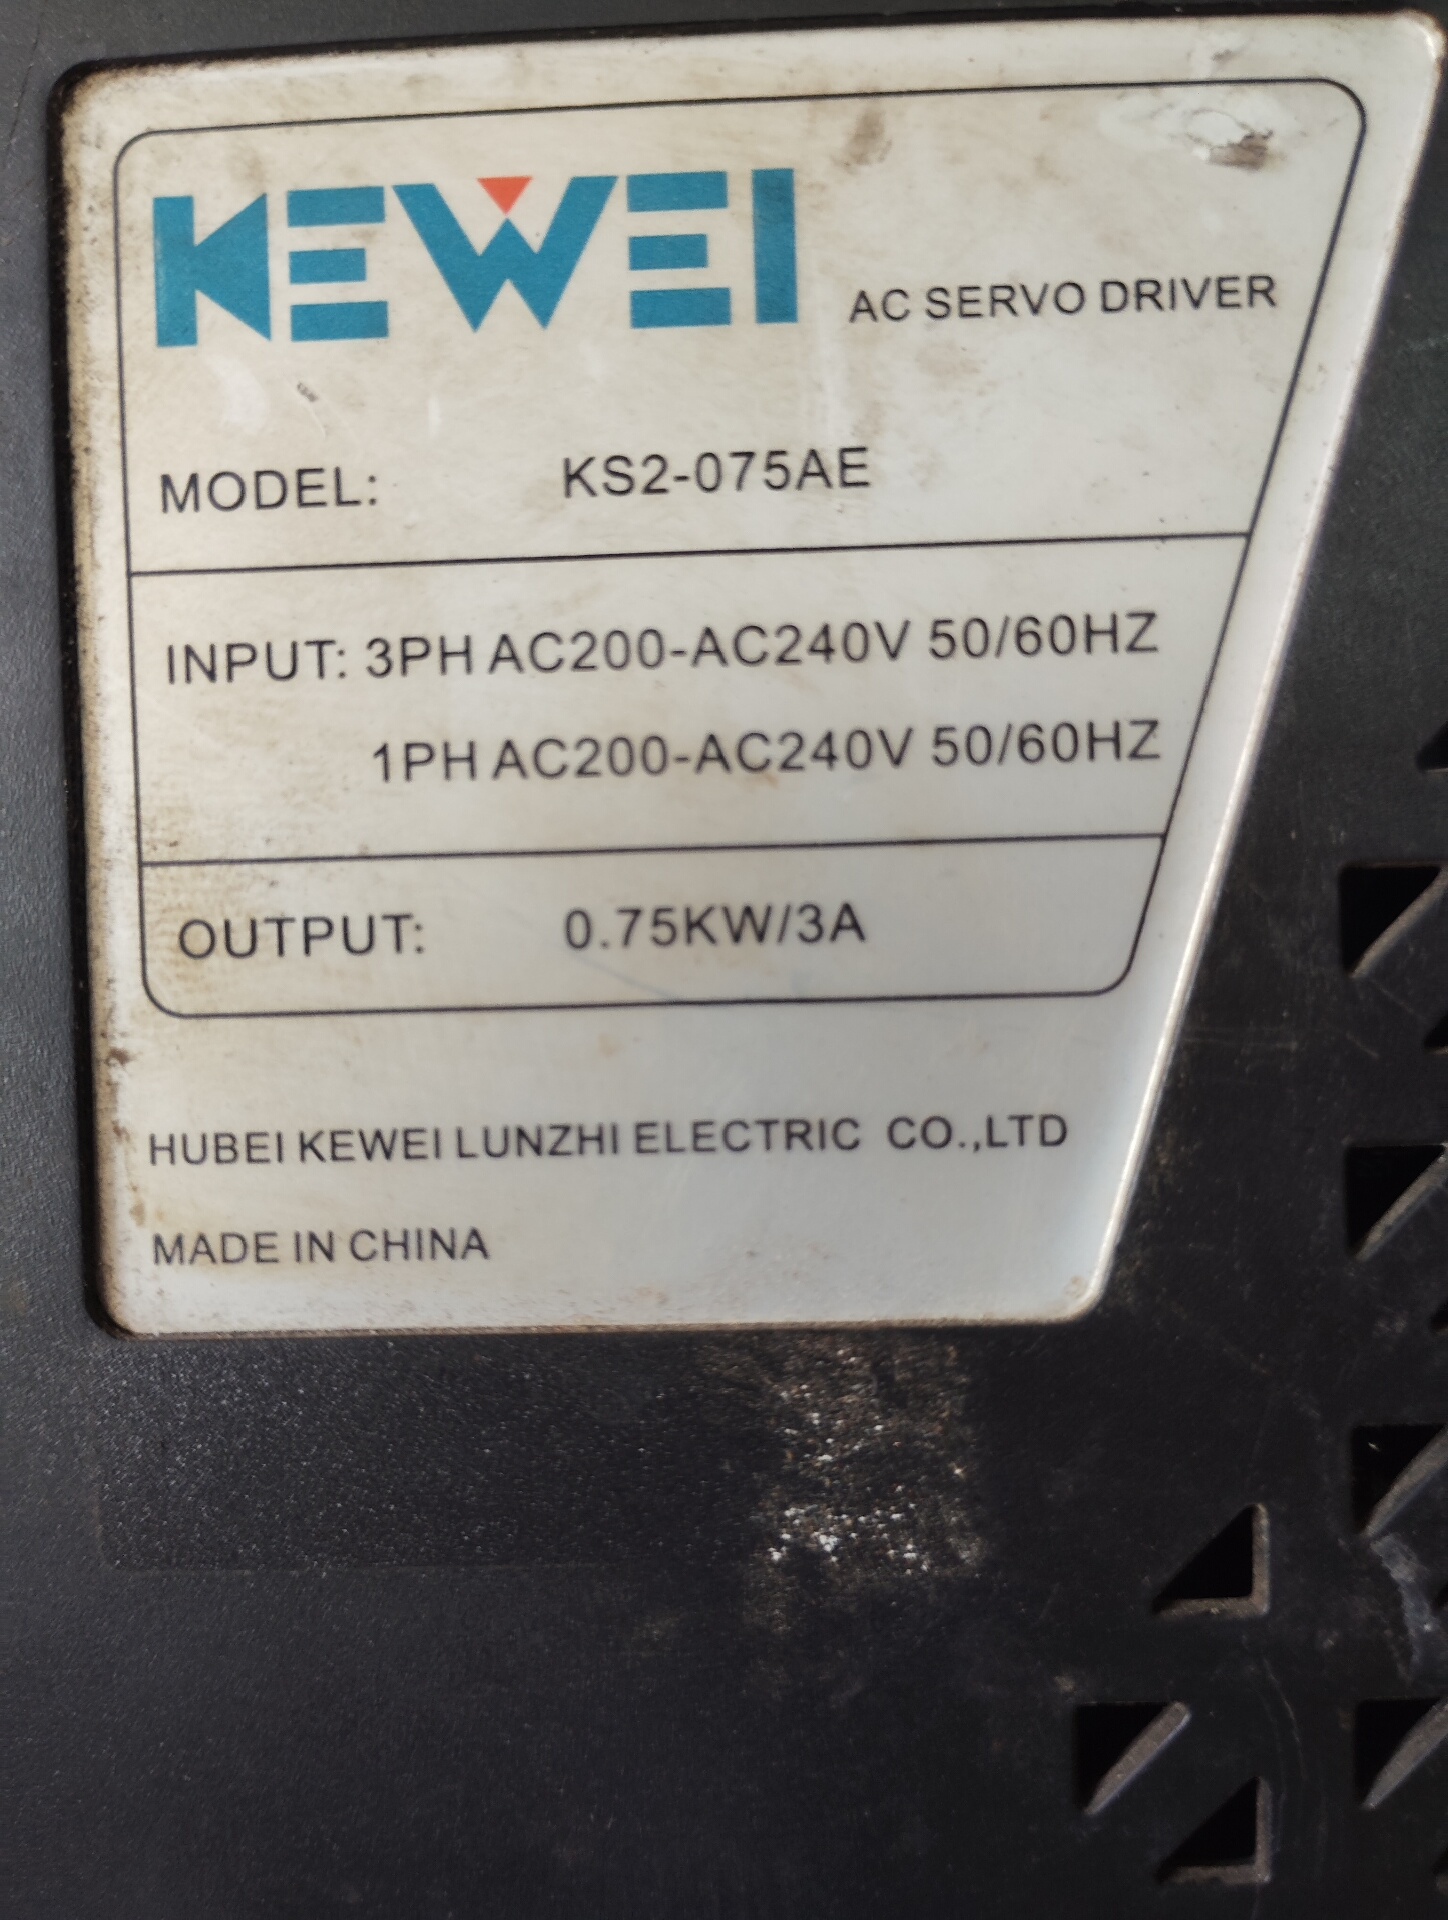 KEWEI AC SERVO DRIVER
MODEL: KS2-075AE
INPUT: 3PH AC200-AC240V 50/60HZ
1PH AC200-AC240V 50/60HZ
OUTPUT: 0.75KW/3A
HUBEI KEWEI LUNZHI ELECTRIC CO.,LTD
MADE IN CHINA